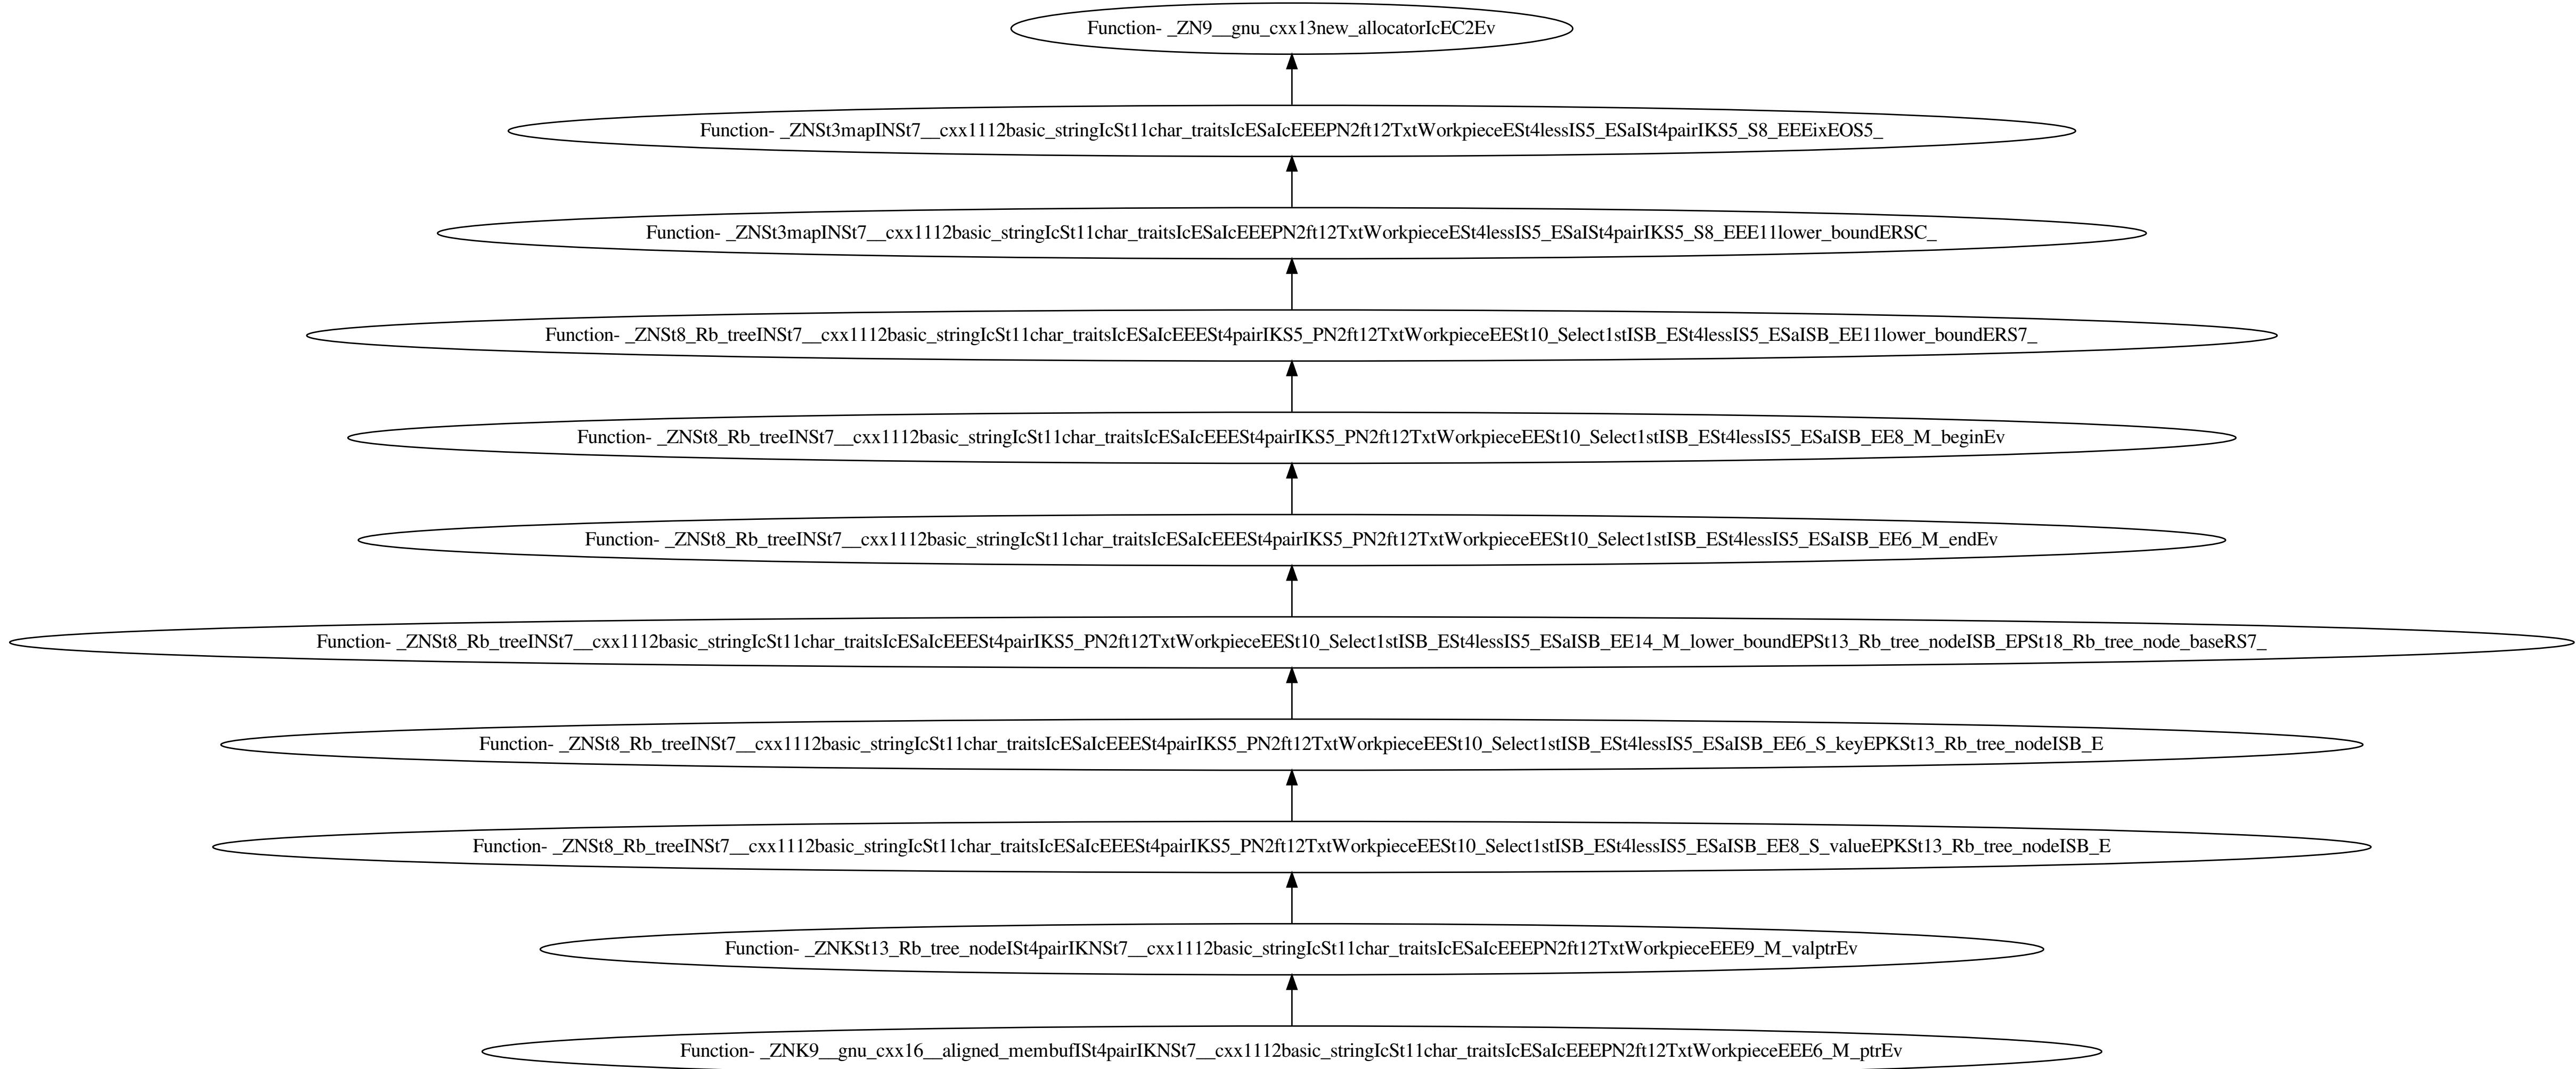 Function- _ZN9__gnu_cxx13new_allocatorIcEC2Ev
Function- _ZNSt3mapINSt7__cxx1112basic_stringIcSt11char_traitsIcESaIcEEEPN2ft12TxtWorkpieceESt4lessIS5_ESaISt4pairIKS5_S8_EEEixEOS5_
Function- _ZNSt3mapINSt7__cxx1112basic_stringIcSt11char_traitsIcESaIcEEEPN2ft12TxtWorkpieceESt4lessIS5_ESaISt4pairIKS5_S8_EEE11lower_boundERSC_
Function- _ZNSt8_Rb_treeINSt7__cxx1112basic_stringIcSt11char_traitsIcESaIcEEESt4pairIKS5_PN2ft12TxtWorkpieceEESt10_Select1stISB_ESt4lessIS5_ESaISB_EE11lower_boundERS7_
Function- _ZNSt8_Rb_treeINSt7__cxx1112basic_stringIcSt11char_traitsIcESaIcEEESt4pairIKS5_PN2ft12TxtWorkpieceEESt10_Select1stISB_ESt4lessIS5_ESaISB_EE8_M_beginEv
Function- _ZNSt8_Rb_treeINSt7__cxx1112basic_stringIcSt11char_traitsIcESaIcEEESt4pairIKS5_PN2ft12TxtWorkpieceEESt10_Select1stISB_ESt4lessIS5_ESaISB_EE6_M_endEv
Function- _ZNSt8_Rb_treeINSt7__cxx1112basic_stringIcSt11char_traitsIcESaIcEEESt4pairIKS5_PN2ft12TxtWorkpieceEESt10_Select1stISB_ESt4lessIS5_ESaISB_EE14_M_lower_boundEPSt13_Rb_tree_nodeISB_EPSt18_Rb_tree_node_baseRS7_
Function- _ZNSt8_Rb_treeINSt7__cxx1112basic_stringIcSt11char_traitsIcESaIcEEESt4pairIKS5_PN2ft12TxtWorkpieceEESt10_Select1stISB_ESt4lessIS5_ESaISB_EE6_S_keyEPKSt13_Rb_tree_nodeISB_E
Function- _ZNSt8_Rb_treeINSt7__cxx1112basic_stringIcSt11char_traitsIcESaIcEEESt4pairIKS5_PN2ft12TxtWorkpieceEESt10_Select1stISB_ESt4lessIS5_ESaISB_EE8_S_valueEPKSt13_Rb_tree_nodeISB_E
Function- _ZNKSt13_Rb_tree_nodeISt4pairIKNSt7__cxx1112basic_stringIcSt11char_traitsIcESaIcEEEPN2ft12TxtWorkpieceEEE9_M_valptrEv
Function- _ZNK9__gnu_cxx16__aligned_membufISt4pairIKNSt7__cxx1112basic_stringIcSt11char_traitsIcESaIcEEEPN2ft12TxtWorkpieceEEE6_M_ptrEv